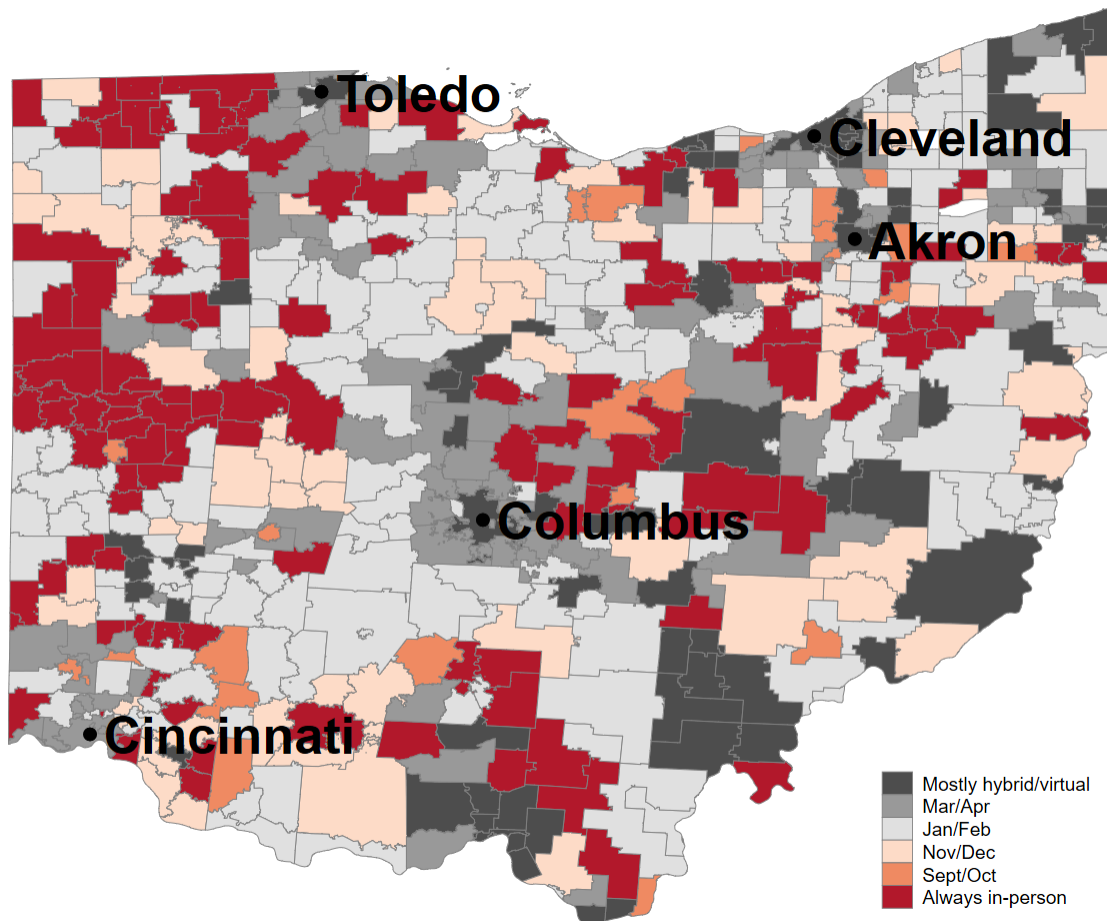 Toledo
Cleveland
Akron
Columbus
Cincinnati
Mostly hybrid/virtual
Mar/Apr
Jan/Feb
Nov/Dec
Sept/Oct
Always in-person